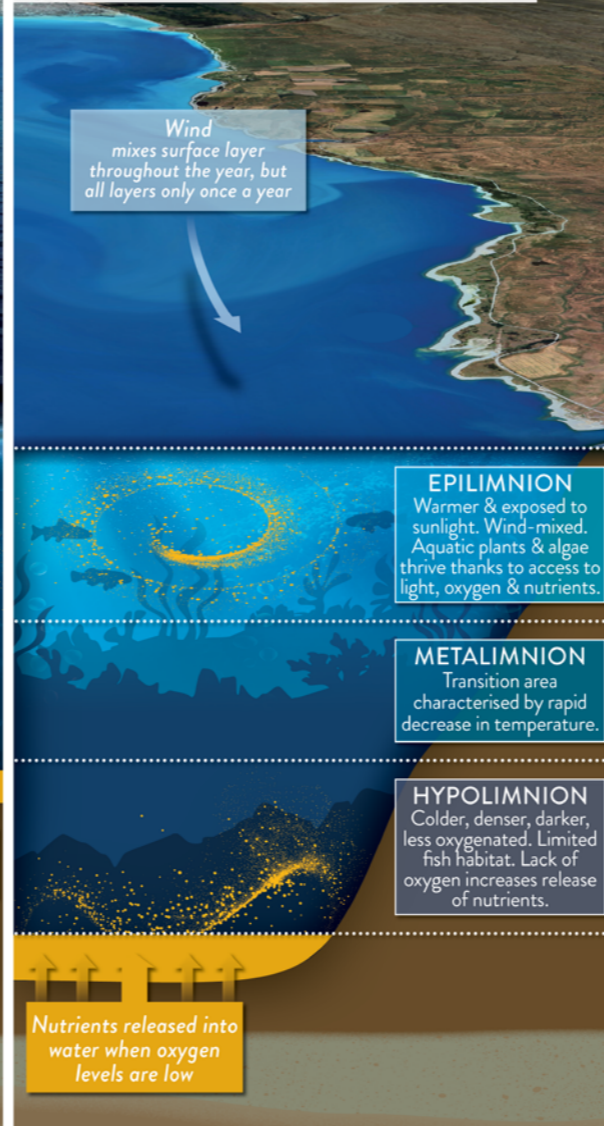 Wind
mixes surface layer
throughout the year, but
all layers only once a year
EPILIMNION
Warmer & exposed to
sunlight. Wind-mixed.
Aquatic plants & algae
thrive thanks to access to
light, oxygen & nutrients.
METALIMNION
Transition area
characterised by rapid
decrease in temperature.
HYPOLIMNION
Colder, denser, darker,
less oxygenated. Limited
fish habitat. Lack of
oxygen increases release
of nutrients.
Nutrients released into
water when oxygen
levels are low